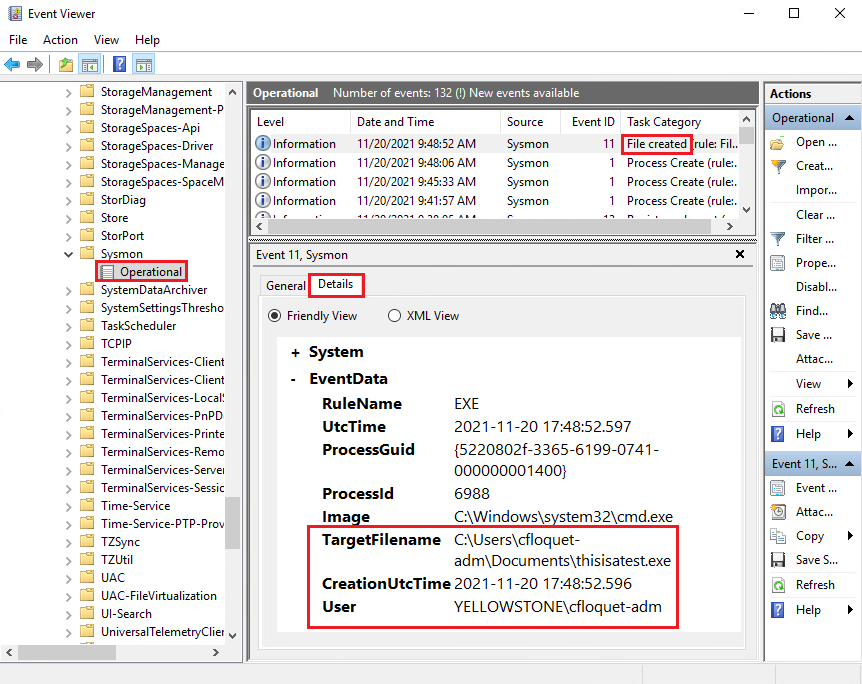 Event Viewer
File Action View Help
StorageManagement
StorageManagement-P
StorageSpaces-Api
StorageSpaces-Driver
StorageSpaces-Manage
StorageSpaces-SpaceM
StorDiag
Store
StorPort
Sysmon
Operational
SystemDataArchiver
SystemSettingsThresho
TaskScheduler
TCPIP
TerminalServices-Client
TerminalServices-Client
TerminalServices-Local
TerminalServices-PnPD
TerminalServices-Printe
TerminalServices-Remo
TerminalServices-Server
TerminalServices-Sessic
Time-Service
Time-Service-PTP-Prov
TZSync
TZUtil
UAC
UAC-FileVirtualization
UI-Search
UniversalTelemetryClier
Operational Number of events: 132 (!) New events available
Level Date and Time Source Event ID Task Category
Information 11/20/2021 9:48:52 AM Sysmon 11 File created (rule: Fil..
Information 11/20/2021 9:48:06 AM Sysmon 1 Process Create (rule:..
Information 11/20/2021 9:45:33 AM Sysmon 1 Process Create (rule:..
Information 11/20/2021 9:41:57 AM Sysmon 1 Process Create (rule:..
Event 11, Sysmon
General Details
Friendly View XML View
+ System
- EventData
RuleName EXE
UtcTime 2021-11-20 17:48:52.597
ProcessGuid {5220802f-3365-6199-0741-
000000001400}
ProcessId 6988
Image C:\Windows\system32\cmd.exe
TargetFilename C:\Users\cfloquet-
adm\Documents\thisisatest.exe
CreationUtcTime 2021-11-20 17:48:52.596
User YELLOWSTONE\cfloquet-adm
Actions
Operational
Open ...
Creat...
Impor...
Clear ...
Filter ...
Prope...
Disabl...
Find...
Save ...
Attac...
View
Refresh
Help
Event 11, S...
Event ...
Attac...
Copy
Save S...
Refresh
Help